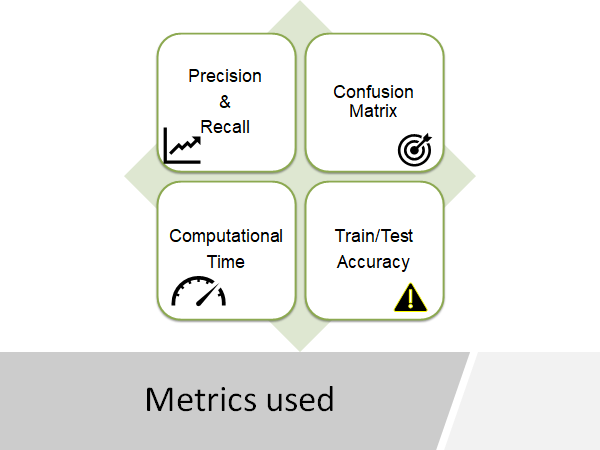 Precision
&
Recall
Confusion
Matrix
Computational
Time
Train/Test
Accuracy
Metrics used